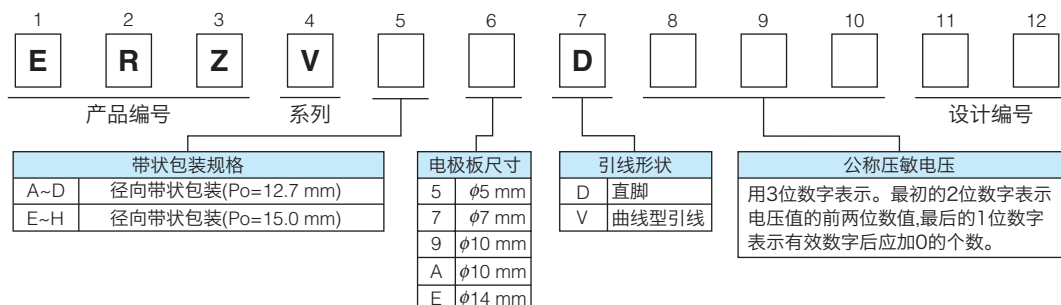 1 2 3 4 5 6 7 8 9 10 11 12
E R Z V D
产品编号 系列 设计编号
带状包装规格
A~D 径向带状包装(Po=12.7 mm)
E~H 径向带状包装(Po=15.0 mm)
电极板尺寸
5 ϕ5 mm
7 ϕ7 mm
9 ϕ10 mm
A ϕ10 mm
E ϕ14 mm
引线形状
D 直脚
V 曲线型引线
公称压敏电压
用3位数字表示。最初的2位数字表示
电压值的前两位数值,最后的1位数字
表示有效数字后应加0的个数。